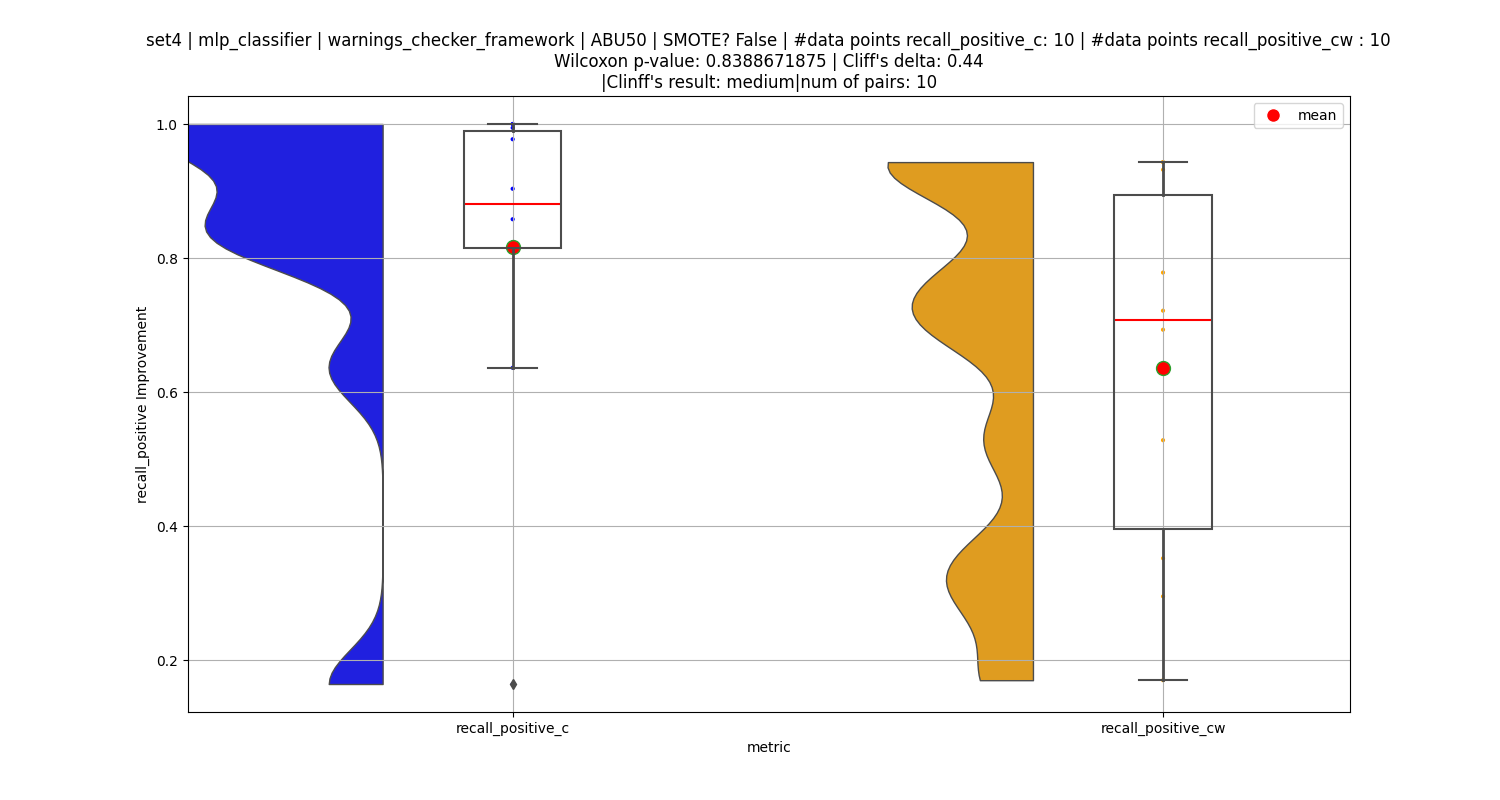 set4 | mlp_classifier | warnings_checker_framework | ABU50 | SMOTE? False | #data points recall_positive_c: 10 | #data points recall_positive_cw : 10
Wilcoxon p-value: 0.8388671875 | Cliff's delta: 0.44
|Clinff's result: medium|num of pairs: 10
mean
1.0
0.8
0.6
0.4
0.2
recall_positive Improvement
recall_positive_c
recall_positive_cw
metric